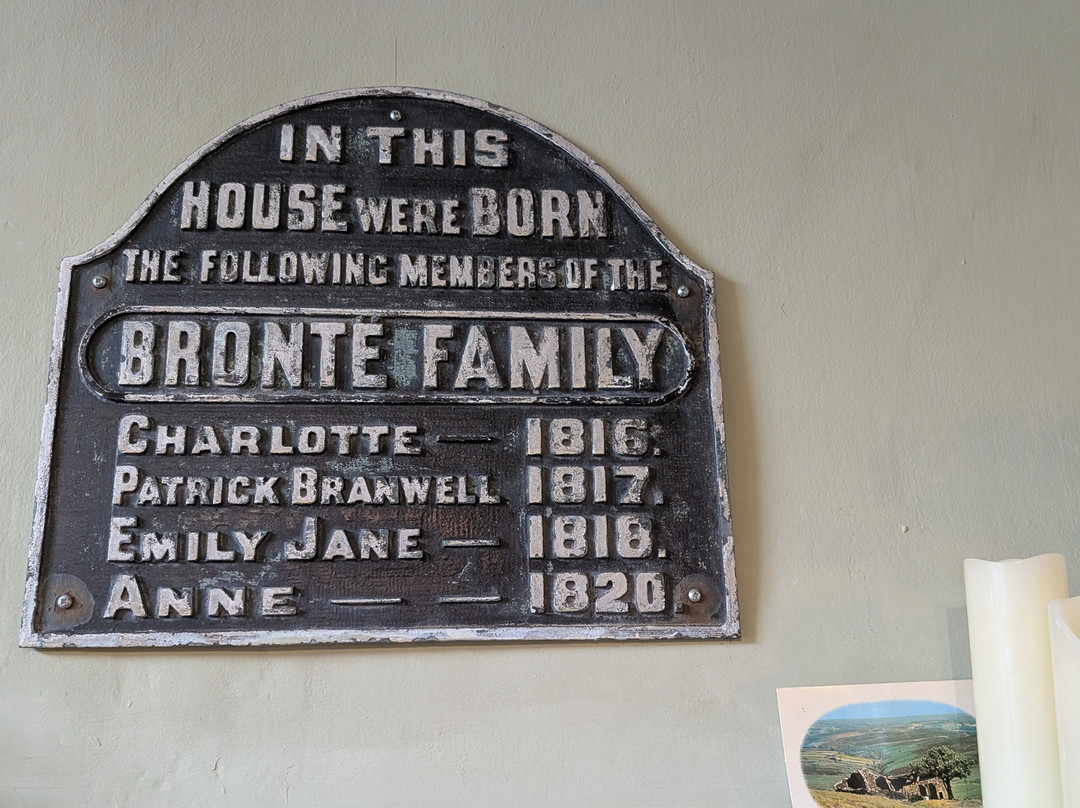 IN THIS
HOUSE WERE BORN
THE FOLLOWING MEMBERS OF THE
BRONTË FAMILY
CHARLOTTE — 1816.
PATRICK BRANWELL 1817.
EMILY JANE — 1818.
ANNE — — 1820.